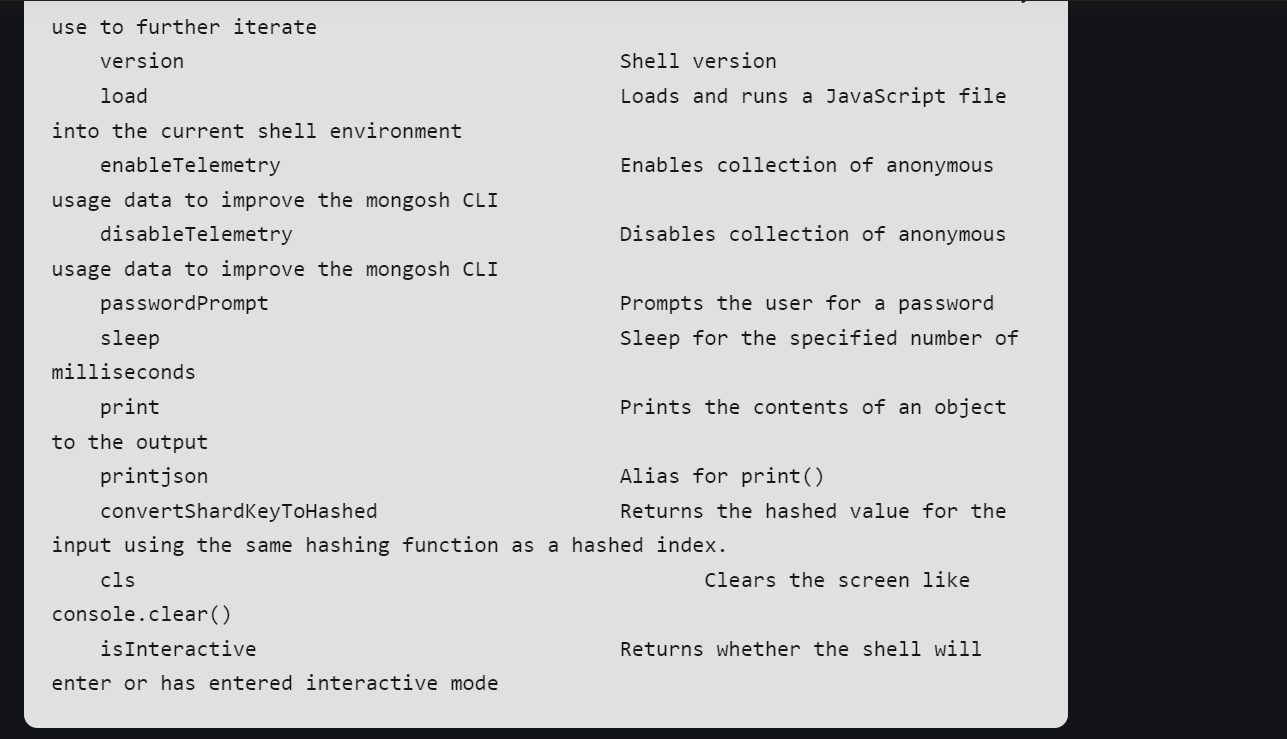 use to further iterate
    version                                    Shell version
    load                                       Loads and runs a JavaScript file
into the current shell environment
    enableTelemetry                            Enables collection of anonymous
usage data to improve the mongosh CLI
    disableTelemetry                           Disables collection of anonymous
usage data to improve the mongosh CLI
    passwordPrompt                             Prompts the user for a password
    sleep                                      Sleep for the specified number of
milliseconds
    print                                      Prints the contents of an object
to the output
    printjson                                  Alias for print()
    convertShardKeyToHashed                    Returns the hashed value for the
input using the same hashing function as a hashed index.
    cls                                               Clears the screen like
console.clear()
    isInteractive                              Returns whether the shell will
enter or has entered interactive mode